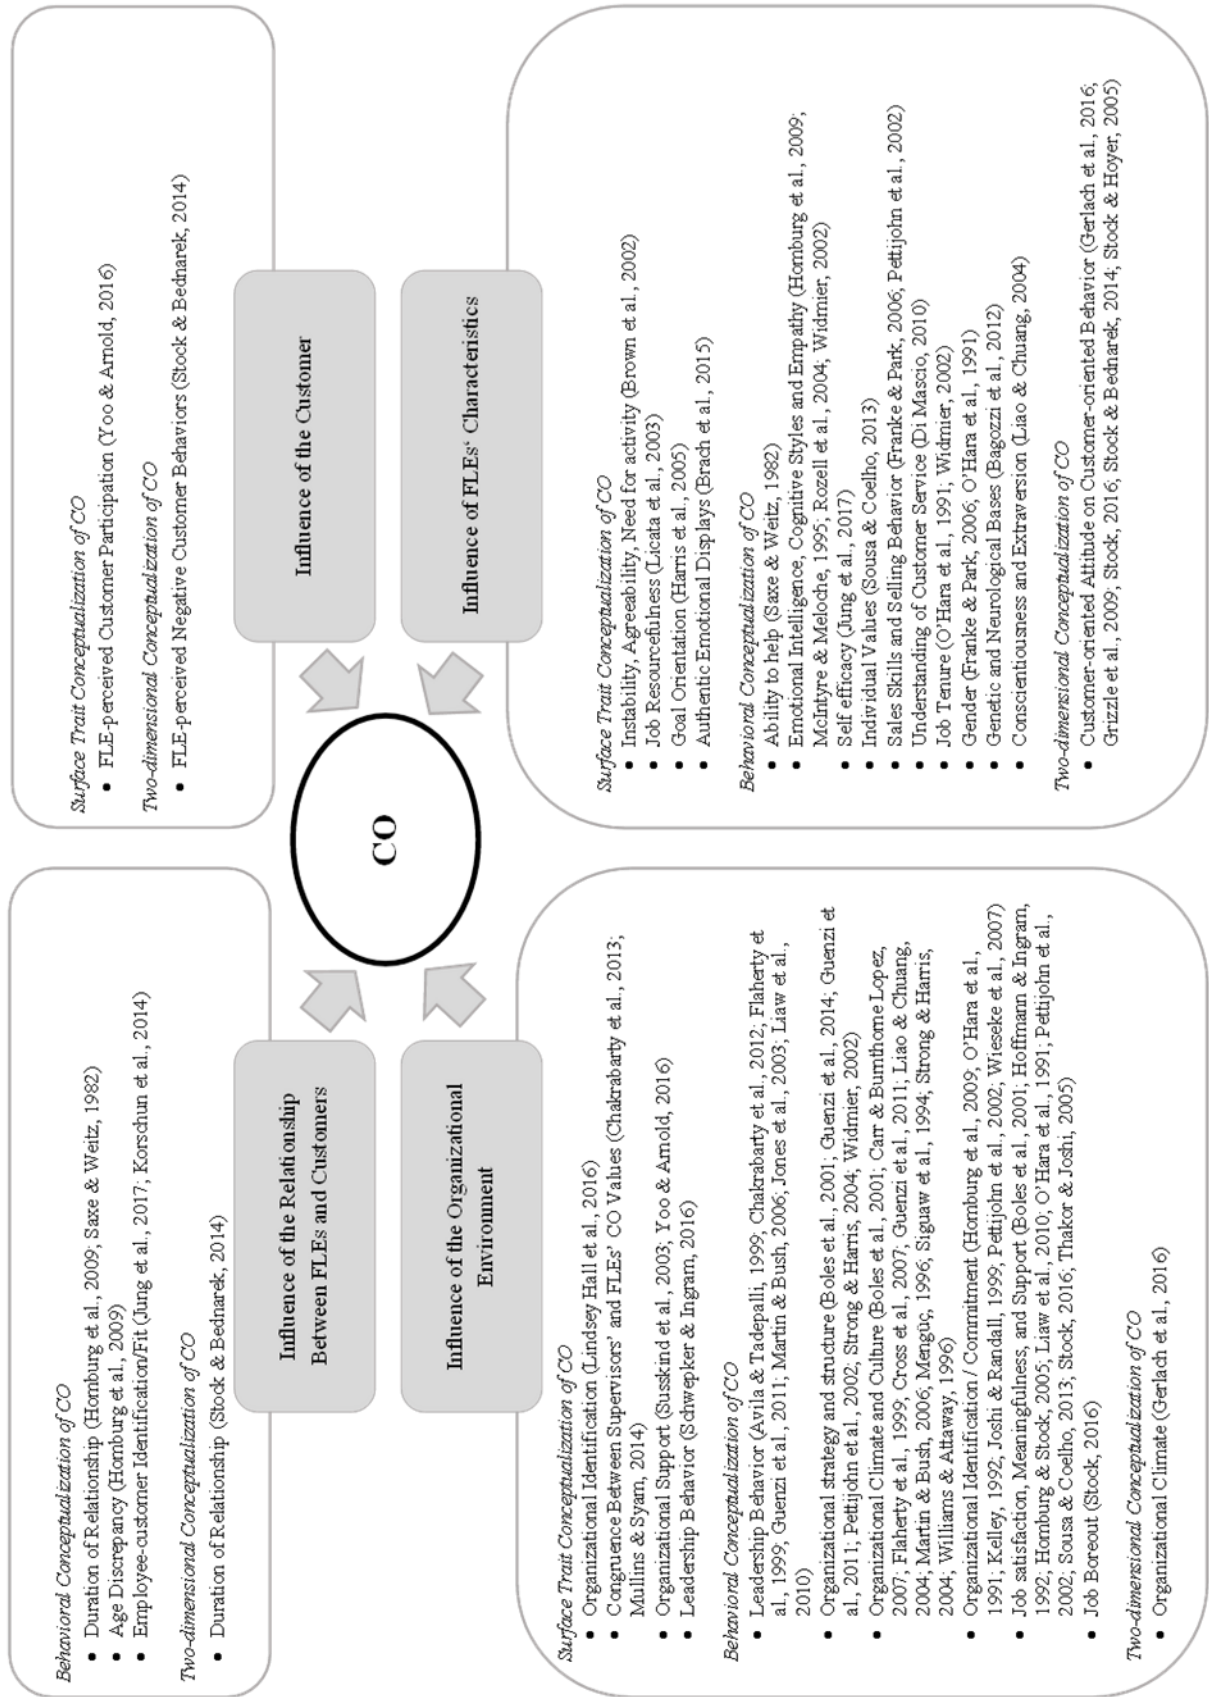 Behavioral Conceptualization of CO
• Duration of Relationship (Homburg et al., 2009; Saxe & Weitz, 1982)
• Age Discrepancy (Homburg et al., 2009)
• Employee-customer Identification/Fit (Jung et al., 2017; Korschun et al., 2014)
Two-dimensional Conceptualization of CO
• Duration of Relationship (Stock & Bednarek, 2014)
Influence of the Relationship
Between FLEs and Customers
Surface Trait Conceptualization of CO
• FLE-perceived Customer Participation (Yoo & Arnold, 2016)
Two-dimensional Conceptualization of CO
• FLE-perceived Negative Customer Behaviors (Stock & Bednarek, 2014)
Influence of the Customer
CO
Influence of the Organizational
Environment
Surface Trait Conceptualization of CO
• Organizational Identification (Lindsey Hall et al., 2016)
• Congruence Between Supervisors' and FLEs' CO Values (Chakrabarty et al., 2013;
Mullins & Syam, 2014)
• Organizational Support (Susskind et al., 2003; Yoo & Arnold, 2016)
• Leadership Behavior (Schwepker & Ingram, 2016)
Behavioral Conceptualization of CO
• Leadership Behavior (Avila & Tadepalli, 1999; Chakrabarty et al., 2012; Flaherty et
al., 1999; Guenzi et al., 2011; Martin & Bush, 2006; Jones et al., 2003; Liaw et al.,
2010)
• Organizational strategy and structure (Boles et al., 2001; Guenzi et al., 2014; Guenzi et
al., 2011; Pettijohn et al., 2002; Strong & Harris, 2004; Widmier, 2002)
• Organizational Climate and Culture (Boles et al., 2001; Carr & Burnthorne Lopez,
2007; Flaherty et al., 1999; Cross et al., 2007; Guenzi et al., 2011; Liao & Chuang,
2004; Martin & Bush, 2006; Menguç, 1996; Siguaw et al., 1994; Strong & Harris,
2004; Williams & Attaway, 1996)
• Organizational Identification / Commitment (Homburg et al., 2009; O'Hara et al.,
1991; Kelley, 1992; Joshi & Randall, 1999; Pettijohn et al., 2002; Wieseke et al., 2007)
• Job satisfaction, Meaningfulness, and Support (Boles et al., 2001; Hoffmann & Ingram,
1992; Homburg & Stock, 2005; Liaw et al., 2010; O'Hara et al., 1991; Pettijohn et al.,
2002; Sousa & Coelho, 2013; Stock, 2016; Thakor & Joshi, 2005)
• Job Boreout (Stock, 2016)
Two-dimensional Conceptualization of CO
• Organizational Climate (Gerlach et al., 2016)
Influence of FLEs‘ Characteristics
Surface Trait Conceptualization of CO
• Instability, Agreeability, Need for activity (Brown et al., 2002)
• Job Resourcefulness (Licata et al., 2003)
• Goal Orientation (Harris et al., 2005)
• Authentic Emotional Displays (Brach et al., 2015)
Behavioral Conceptualization of CO
• Ability to help (Saxe & Weitz, 1982)
• Emotional Intelligence, Cognitive Styles and Empathy (Homburg et al., 2009;
McIntyre & Meloche, 1995; Rozell et al., 2004; Widmier, 2002)
• Self efficacy (Jung et al., 2017)
• Individual Values (Sousa & Coelho, 2013)
• Sales Skills and Selling Behavior (Franke & Park, 2006; Pettijohn et al., 2002)
• Understanding of Customer Service (Di Mascio, 2010)
• Job Tenure (O'Hara et al., 1991; Widmier, 2002)
• Gender (Franke & Park, 2006; O'Hara et al., 1991)
• Genetic and Neurological Bases (Bagozzi et al., 2012)
• Conscientiousness and Extraversion (Liao & Chuang, 2004)
Two-dimensional Conceptualization of CO
• Customer-oriented Attitude on Customer-oriented Behavior (Gerlach et al., 2016;
Grizzle et al., 2009; Stock, 2016; Stock & Bednarek, 2014; Stock & Hoyer, 2005)